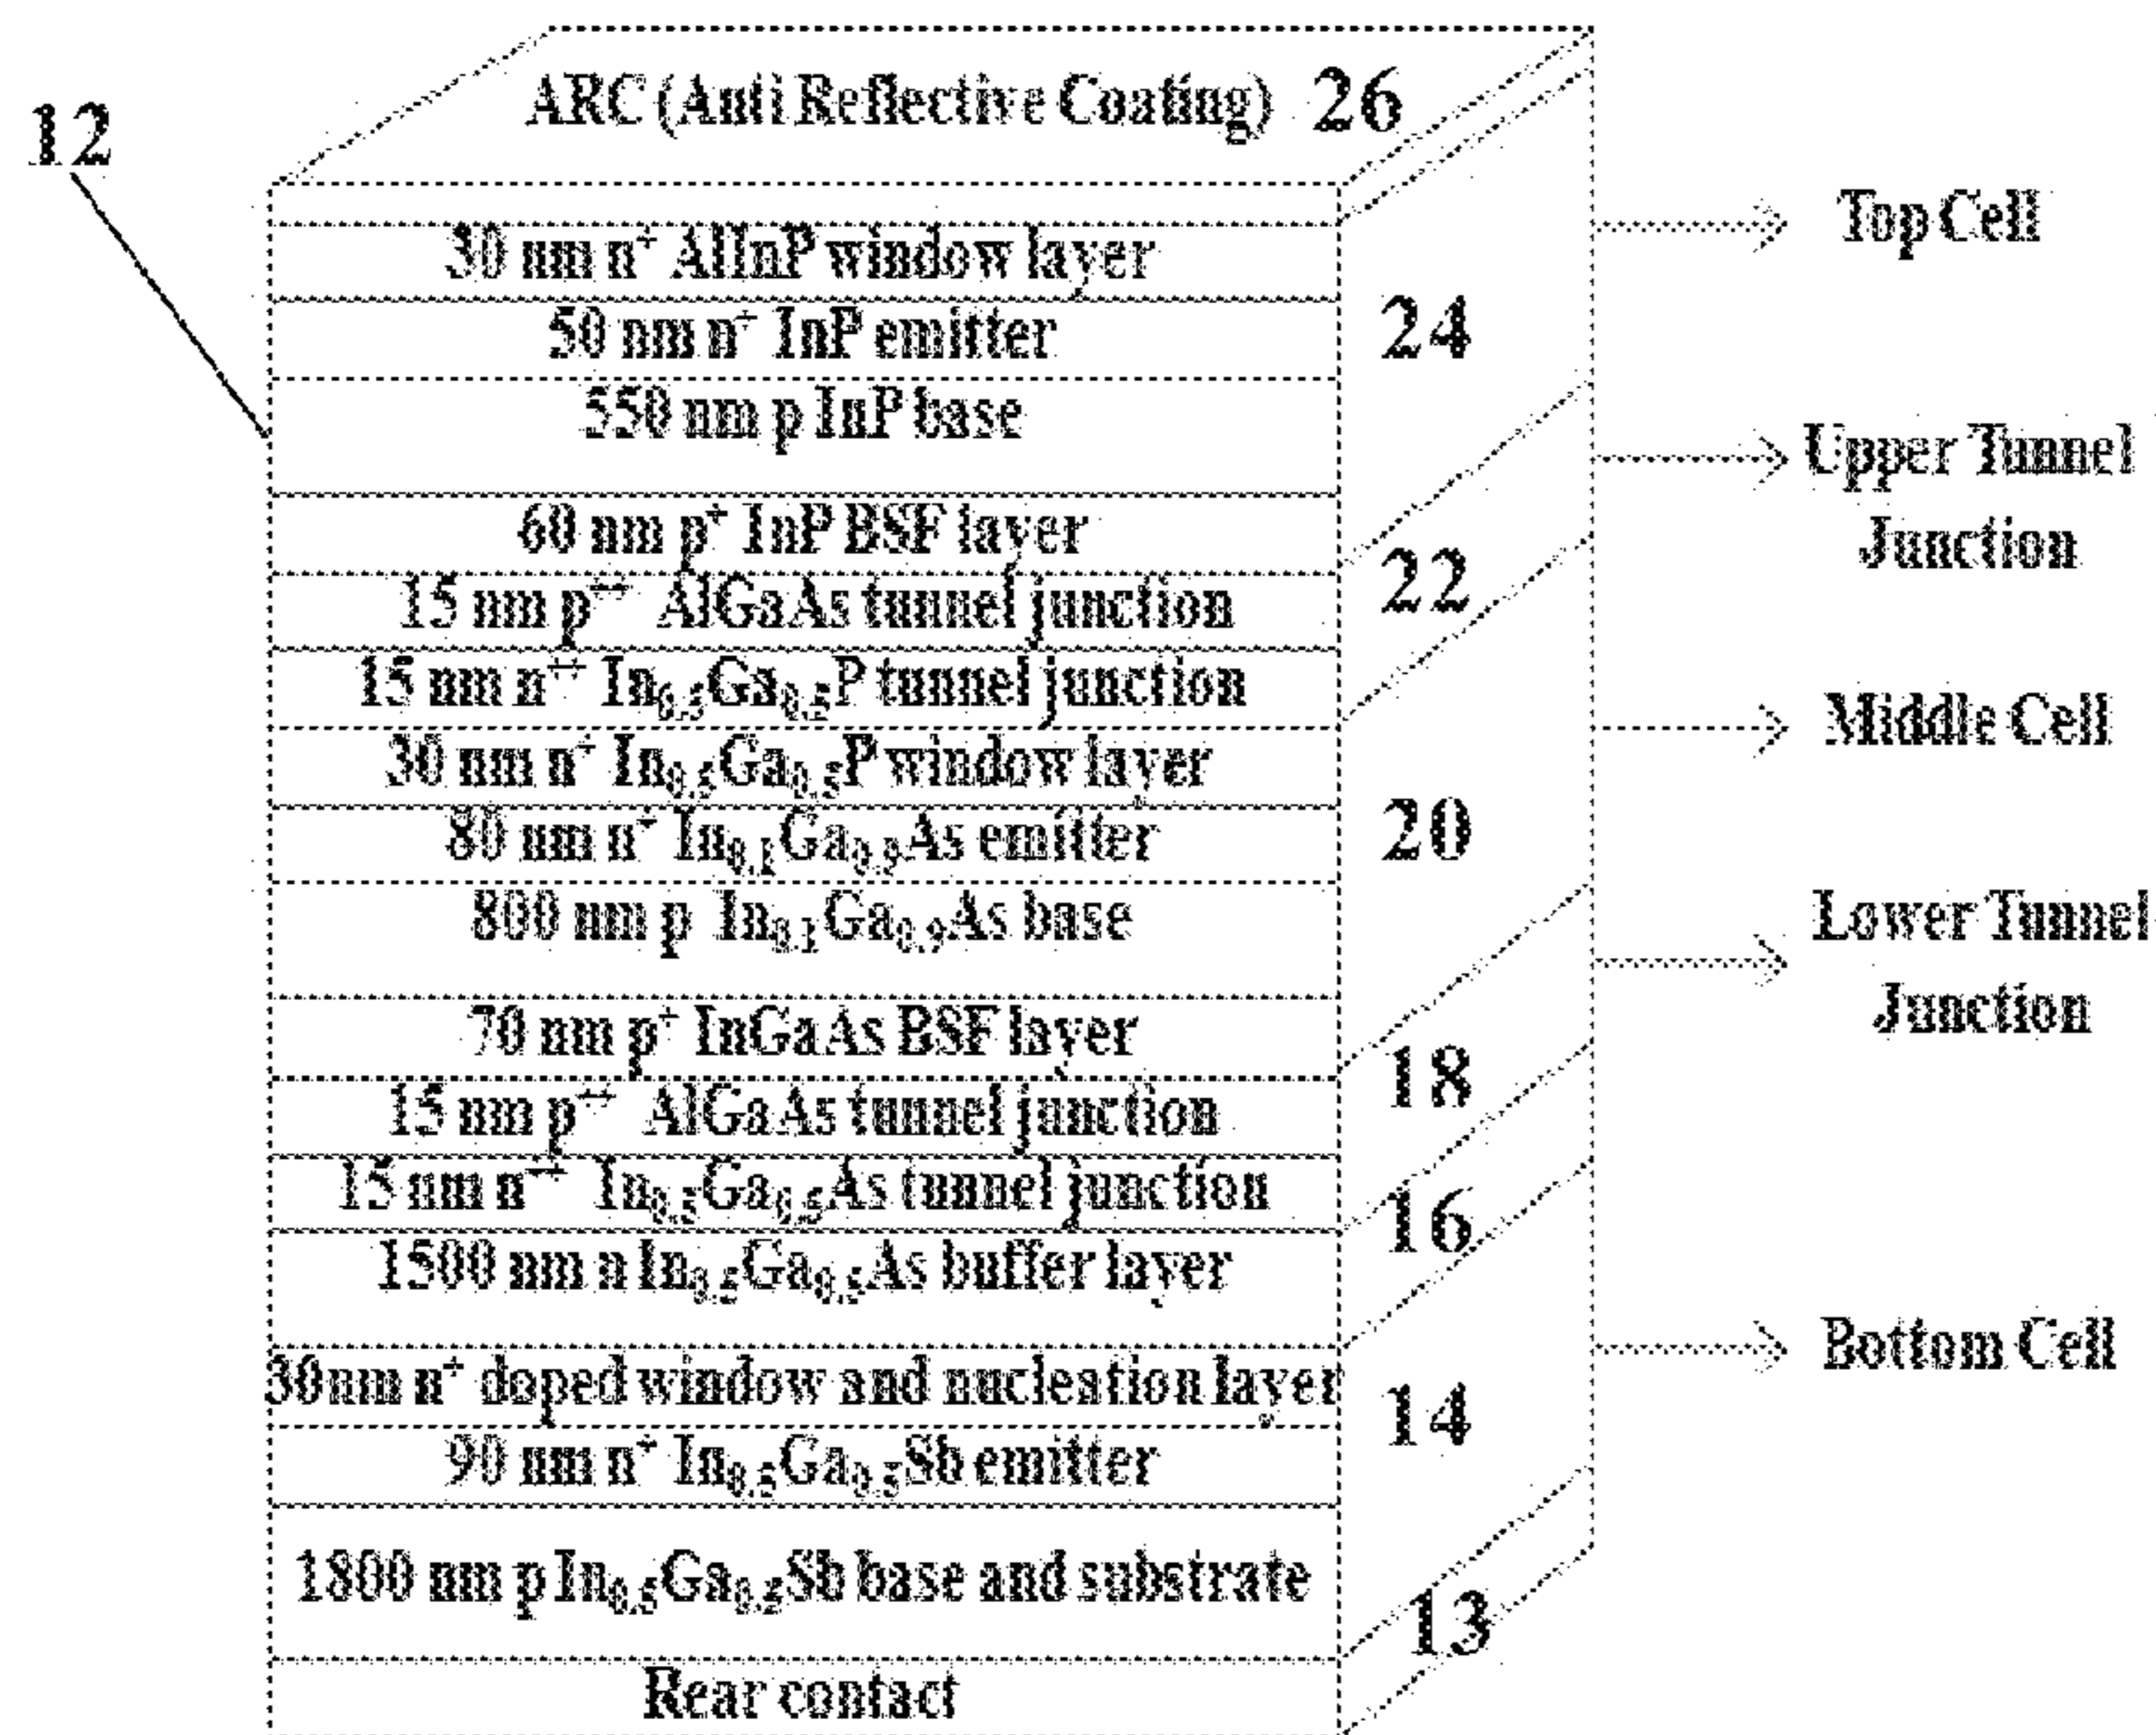 ARC (Anti Reflective Coating) 26
12
30 nm n⁺ AlInP window layer
Top Cell
50 nm n⁺ InP emitter
24
550 nm p InP base
Upper Tunnel
Junction
60 nm p⁺ InP BSF layer
15 nm p⁺⁺ AlGaAs tunnel junction
22
15 nm n⁺⁺ In₀.₅Ga₀.₅P tunnel junction
30 nm n⁺ In₀.₅Ga₀.₅P window layer
Middle Cell
80 nm n⁺ In₀.₁Ga₀.₉As emitter
20
800 nm p In₀.₁Ga₀.₉As base
Lower Tunnel
Junction
70 nm p⁺ InGaAs BSF layer
18
15 nm p⁺⁺ AlGaAs tunnel junction
15 nm n⁺⁺ In₀.₅Ga₀.₅As tunnel junction
16
1500 nm n In₀.₅Ga₀.₅As buffer layer
30nm n⁺ doped window and nucleation layer
Bottom Cell
14
90 nm n⁺ In₀.₅Ga₀.₅Sb emitter
1800 nm p In₀.₅Ga₀.₅Sb base and substrate
13
Rear contact